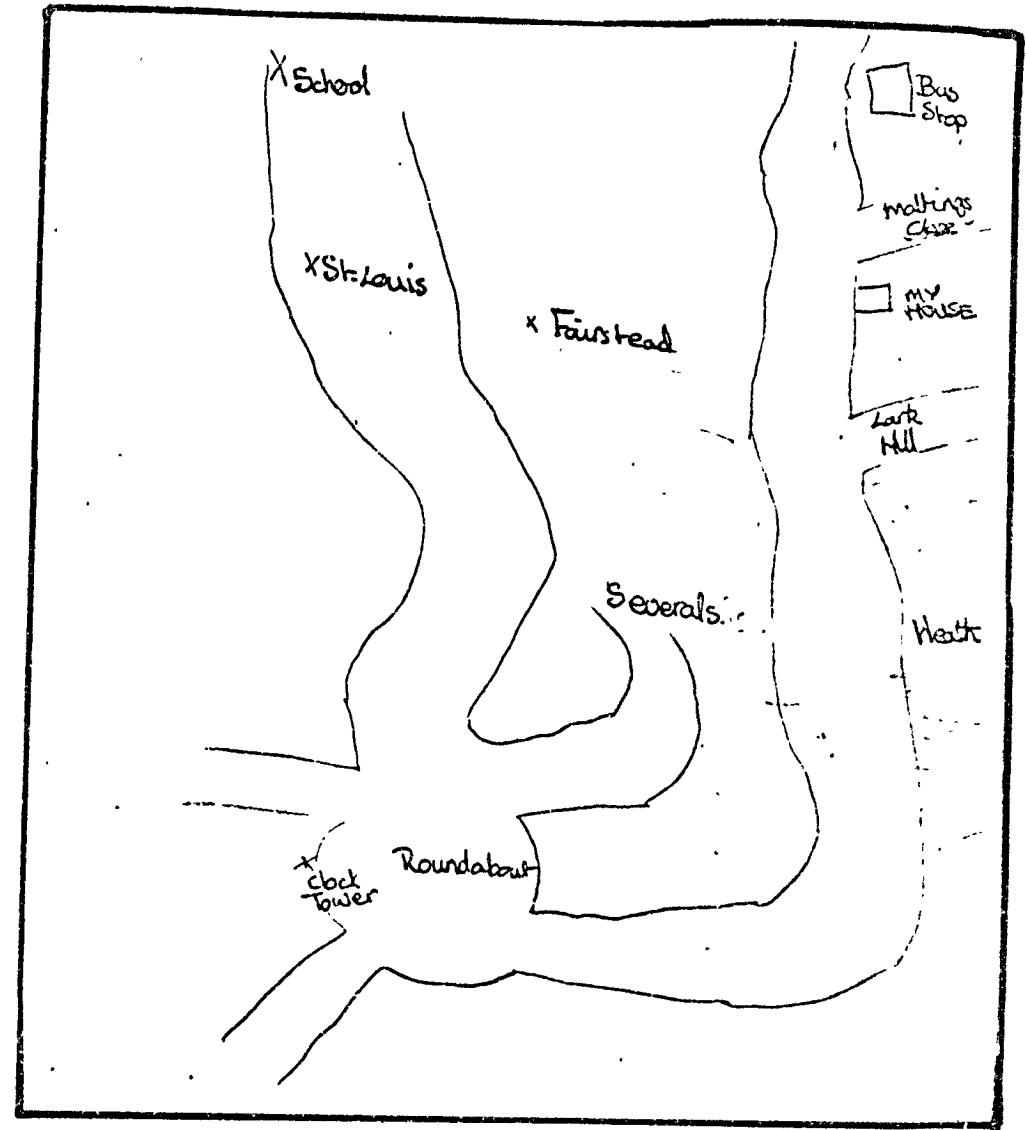 X School
Bus
Stop
Maltings
Close
X St. Louis
MY
HOUSE
x Fairstead
Lark
Hill
Severals
Heath
Roundabout
x
Clock
Tower